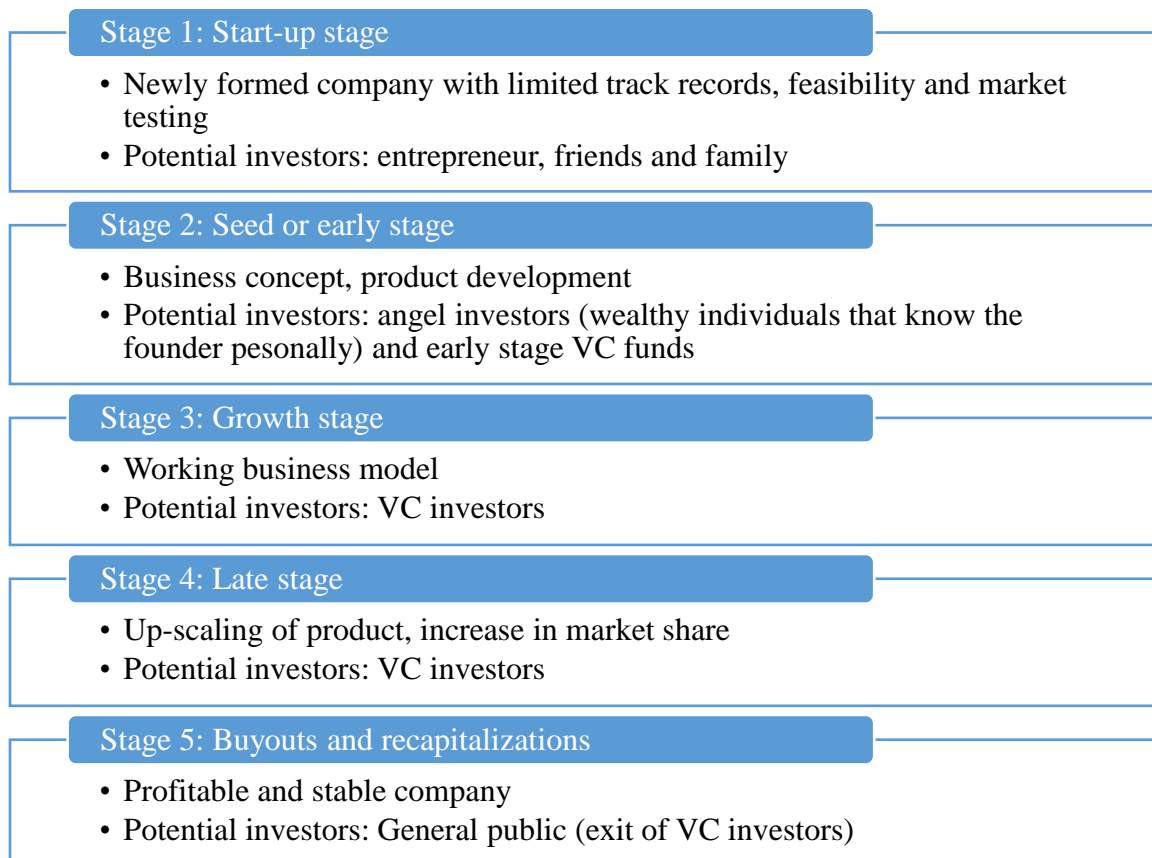 Stage 1: Start-up stage
• Newly formed company with limited track records, feasibility and market
testing
• Potential investors: entrepreneur, friends and family
Stage 2: Seed or early stage
• Business concept, product development
• Potential investors: angel investors (wealthy individuals that know the
founder pesonally) and early stage VC funds
Stage 3: Growth stage
• Working business model
• Potential investors: VC investors
Stage 4: Late stage
• Up-scaling of product, increase in market share
• Potential investors: VC investors
Stage 5: Buyouts and recapitalizations
• Profitable and stable company
• Potential investors: General public (exit of VC investors)